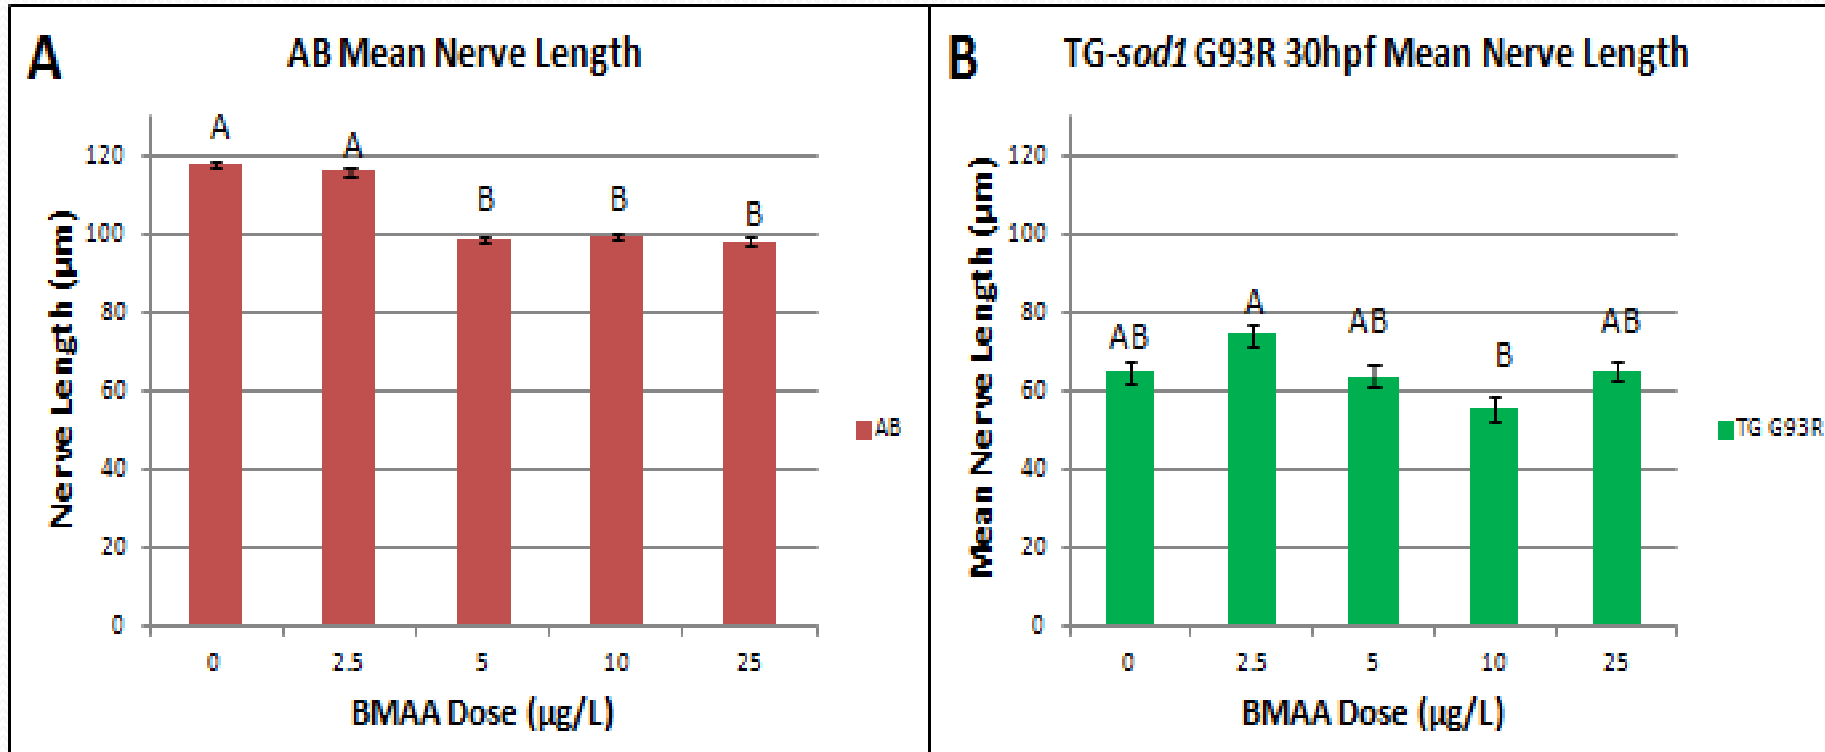 A
AB Mean Nerve Length
Nerve Length (µm)
120
100
80
60
40
20
0
A
A
B
B
B
0
2.5
5
10
25
BMAA Dose (µg/L)
AB
B
TG-sod1 G93R 30hpf Mean Nerve Length
Mean Nerve Length (µm)
120
100
80
60
40
20
0
AB
A
AB
B
AB
0
2.5
5
10
25
BMAA Dose (µg/L)
TG G93R